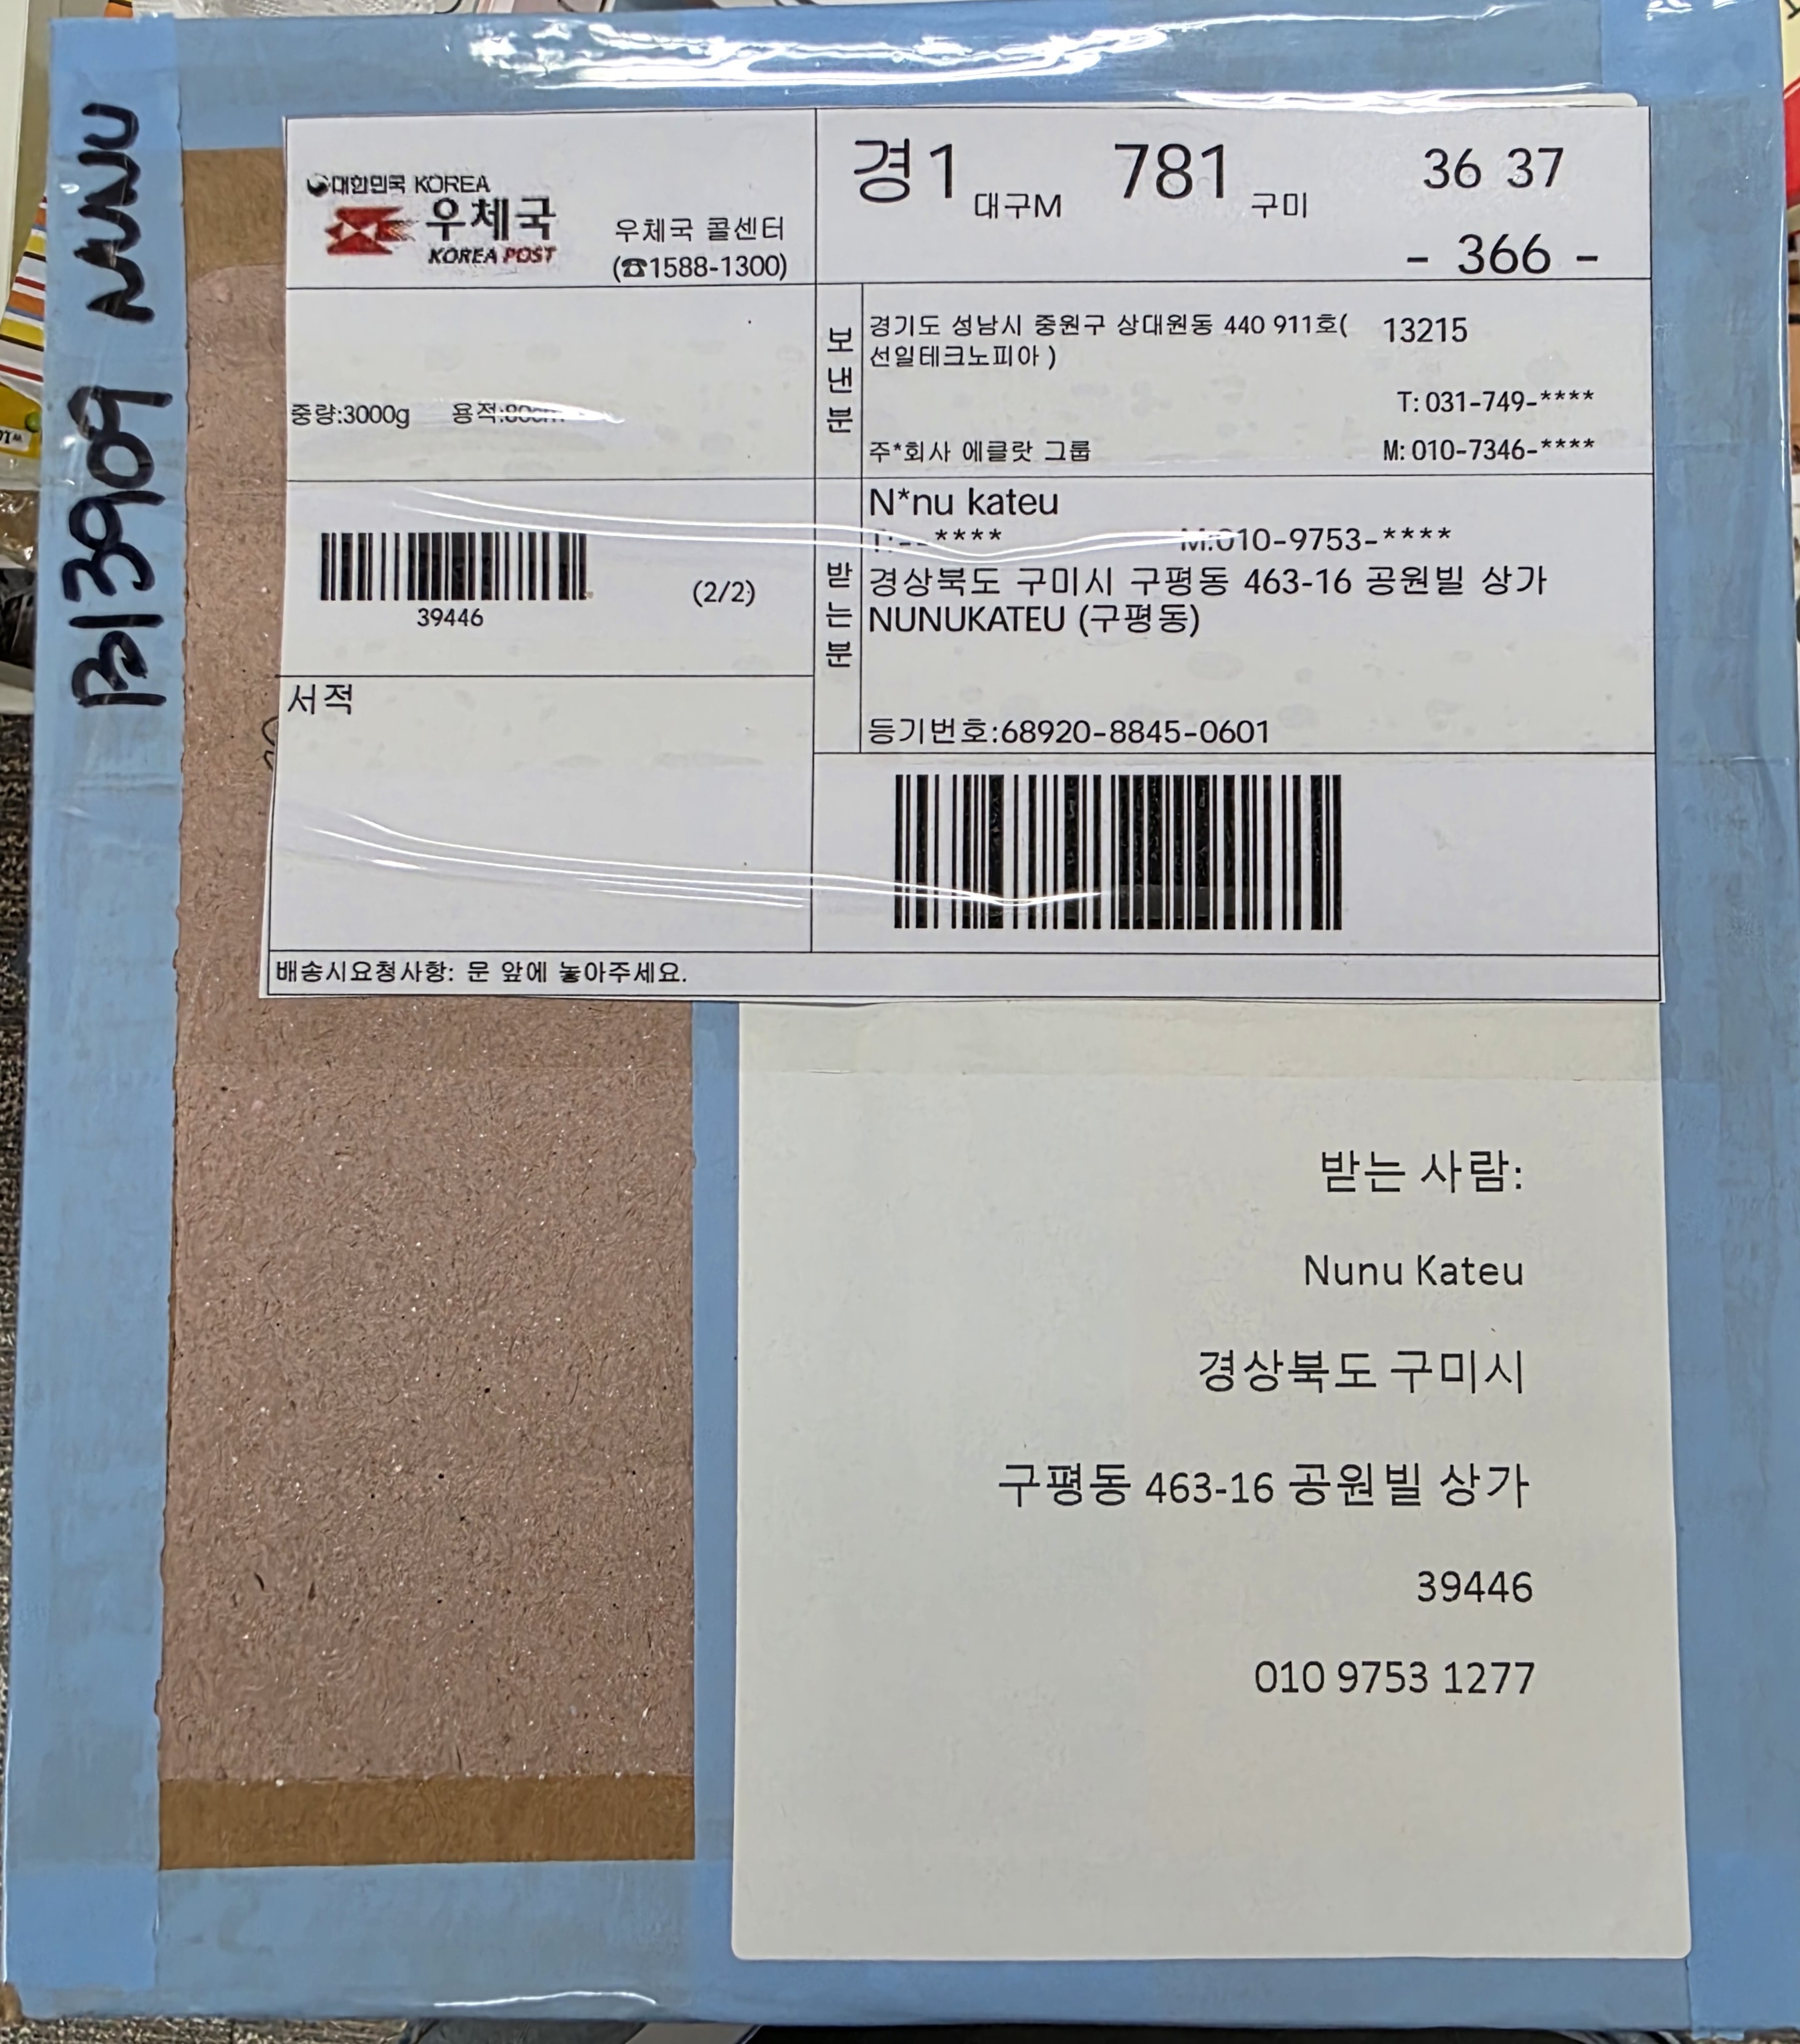 BI3909 NUNU
대한민국 KOREA
우체국
KOREA POST
우체국 콜센터
(☎1588-1300)
경1 대구M 781 구미 36 37
- 366 -
중량:3000g 용적:80cm
보낸분
경기도 성남시 중원구 상대원동 440 911호( 13215
선일테크노피아 )
T: 031-749-****
주*회사 에클랏 그룹 M: 010-7346-****
39446
(2/2)
받는분
N*nu kateu
T:--**** M:010-9753-****
경상북도 구미시 구평동 463-16 공원빌 상가
NUNUKATEU (구평동)
등기번호:68920-8845-0601
서적
배송시요청사항: 문 앞에 놓아주세요.
받는 사람:
Nunu Kateu
경상북도 구미시
구평동 463-16 공원빌 상가
39446
010 9753 1277